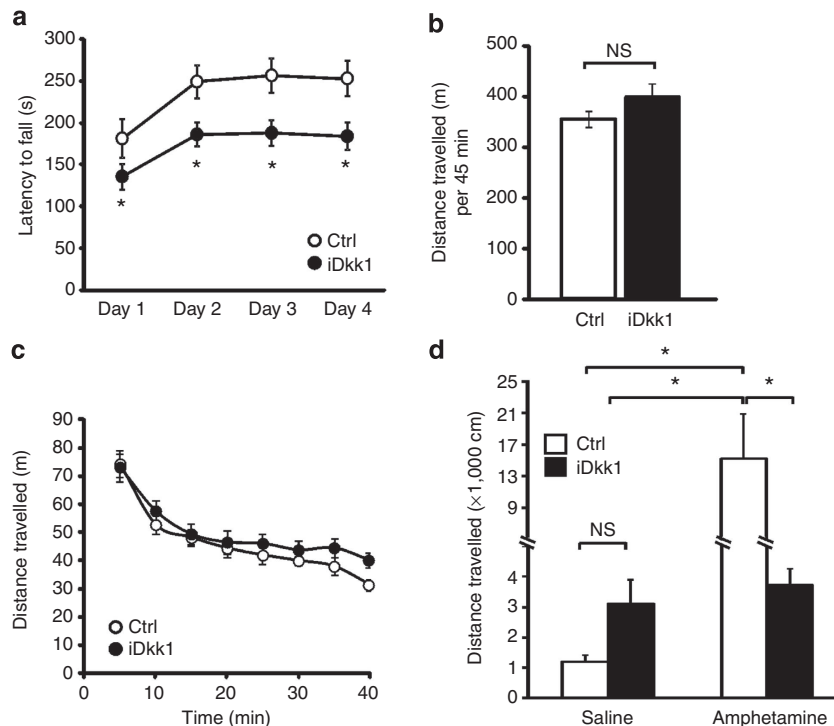 a
Latency to fall (s)
300
250
200
150
100
50
0
* * * *
Ctrl
iDkk1
Day 1 Day 2 Day 3 Day 4
b
Distance travelled (m)
per 45 min
500
400
300
200
100
0
NS
Ctrl iDkk1
c
Distance travelled (m)
90
80
70
60
50
40
30
20
10
0
Ctrl
iDkk1
0 10 20 30 40
Time (min)
d
Distance travelled (×1,000 cm)
*
* *
25
21
17
13
9
4
3
2
1
0
Ctrl
iDkk1
NS
Saline Amphetamine